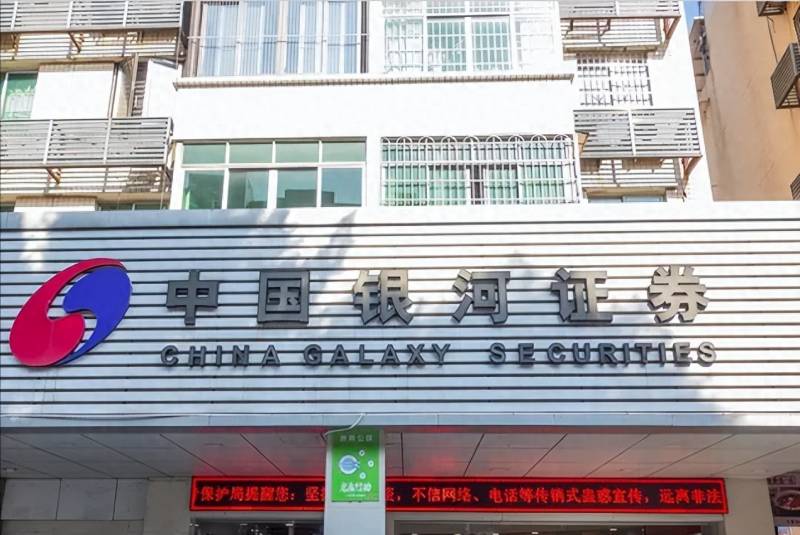 中国银河证券
CHINA GALAXY SECURITIES
保护局提醒您：坚 资，不信网络、电话等传销式蛊惑宣传，远离非法